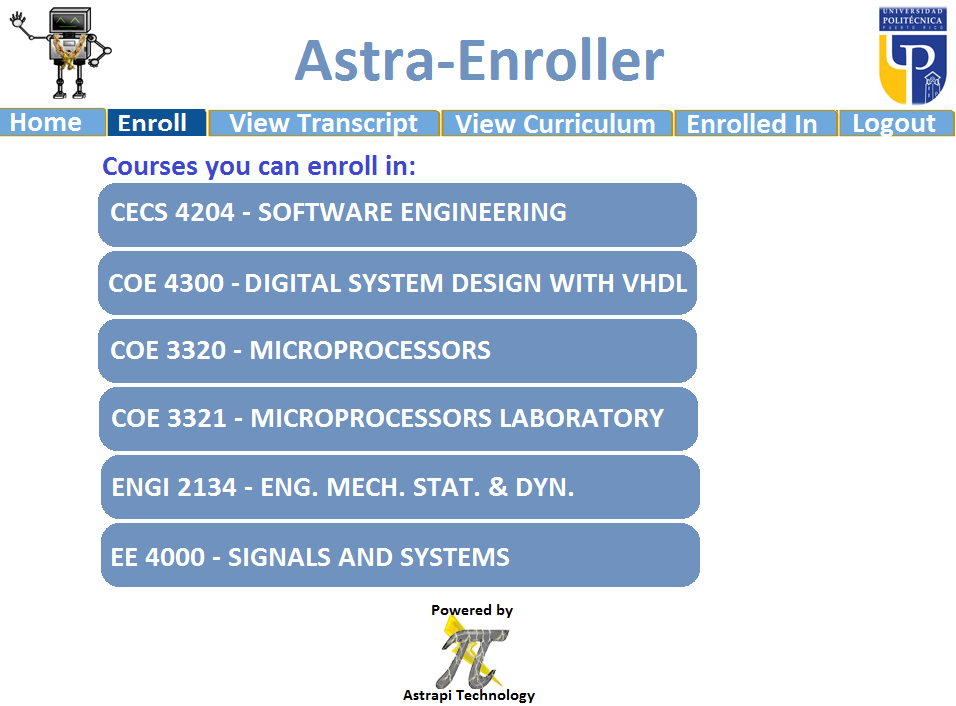 UNIVERSIDAD
POLITÉCNICA
PUERTO RICO
Astra-Enroller
Home Enroll View Transcript View Curriculum Enrolled In Logout
Courses you can enroll in:
CECS 4204 - SOFTWARE ENGINEERING
COE 4300 - DIGITAL SYSTEM DESIGN WITH VHDL
COE 3320 - MICROPROCESSORS
COE 3321 - MICROPROCESSORS LABORATORY
ENGI 2134 - ENG. MECH. STAT. & DYN.
EE 4000 - SIGNALS AND SYSTEMS
Powered by
π
Astrapi Technology